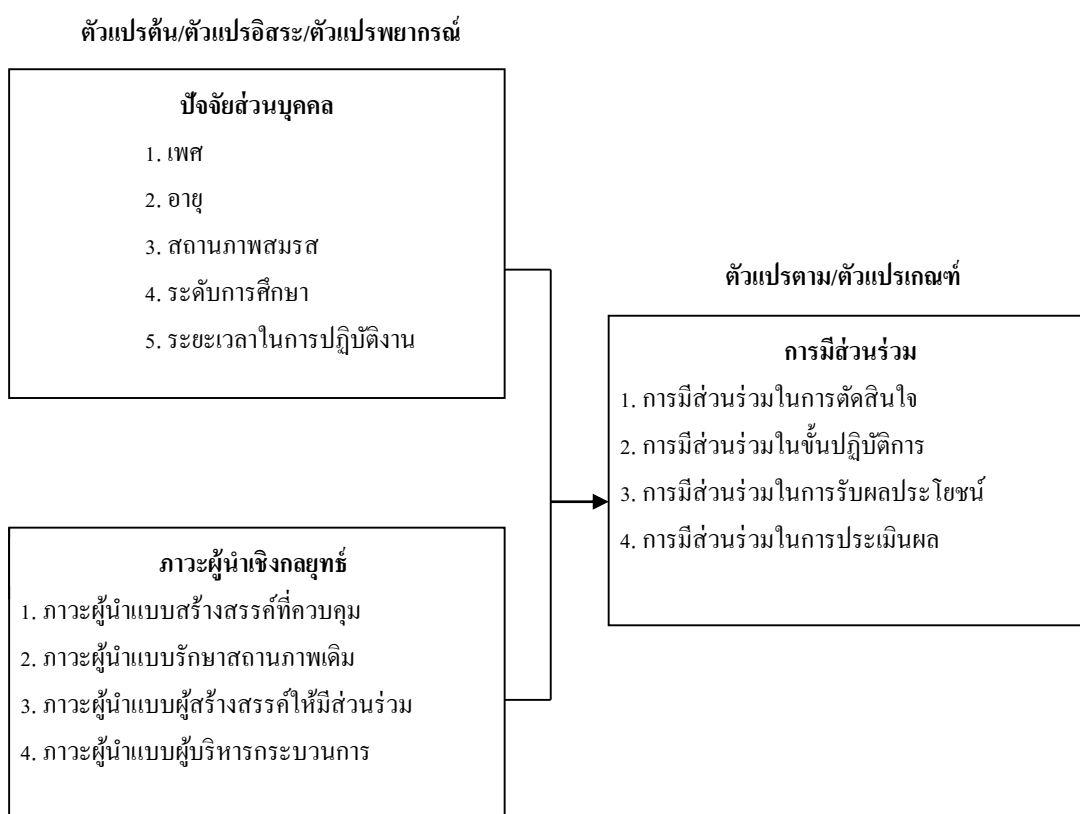 ตัวแปรต้น/ตัวแปรอิสระ/ตัวแปรพยากรณ์
ปัจจัยส่วนบุคคล
1. เพศ
2. อายุ
3. สถานภาพสมรส
4. ระดับการศึกษา
5. ระยะเวลาในการปฏิบัติงาน
ภาวะผู้นำเชิงกลยุทธ์
1. ภาวะผู้นำแบบสร้างสรรค์ที่ควบคุม
2. ภาวะผู้นำแบบรักษาสถานภาพเดิม
3. ภาวะผู้นำแบบผู้สร้างสรรค์ให้มีส่วนร่วม
4. ภาวะผู้นำแบบผู้บริหารกระบวนการ
ตัวแปรตาม/ตัวแปรเกณฑ์
การมีส่วนร่วม
1. การมีส่วนร่วมในการตัดสินใจ
2. การมีส่วนร่วมในขั้นปฏิบัติการ
3. การมีส่วนร่วมในการรับผลประโยชน์
4. การมีส่วนร่วมในการประเมินผล